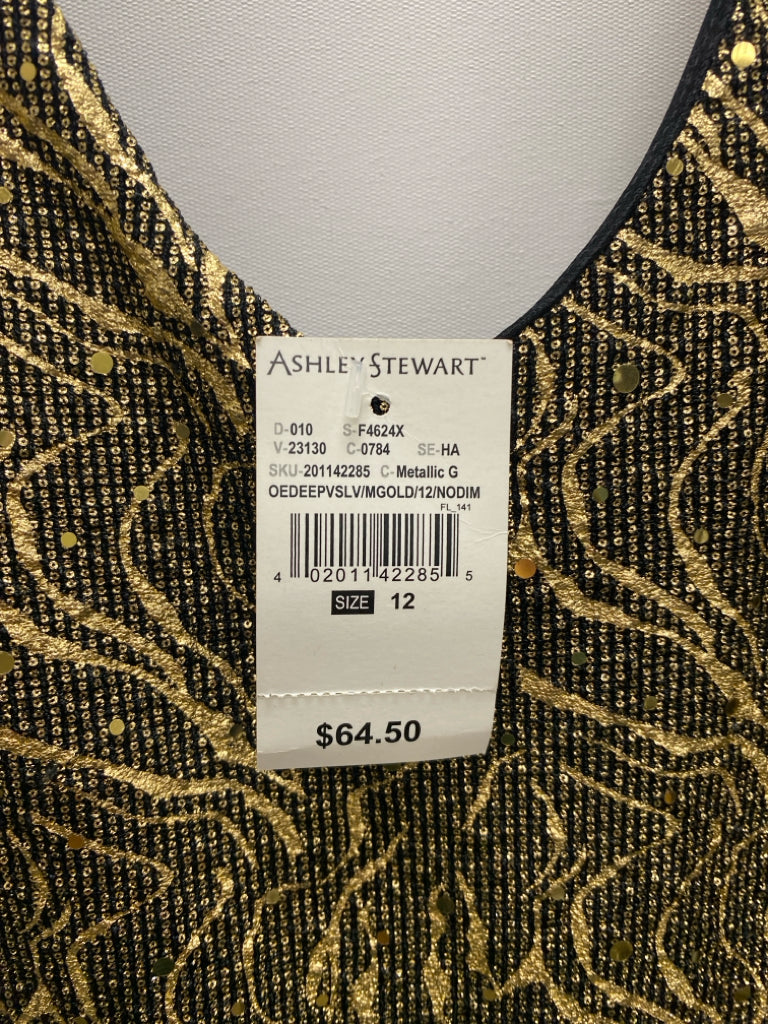 ASHLEY STEWART™
D-010 S-F4624X
V-23130 C-0784 SE-HA
SKU-201142285 C-Metallic G
OEDEEPVSLV/MGOLD/12/NODIM
FL_141
4 02011 42285 5
SIZE 12
$64.50